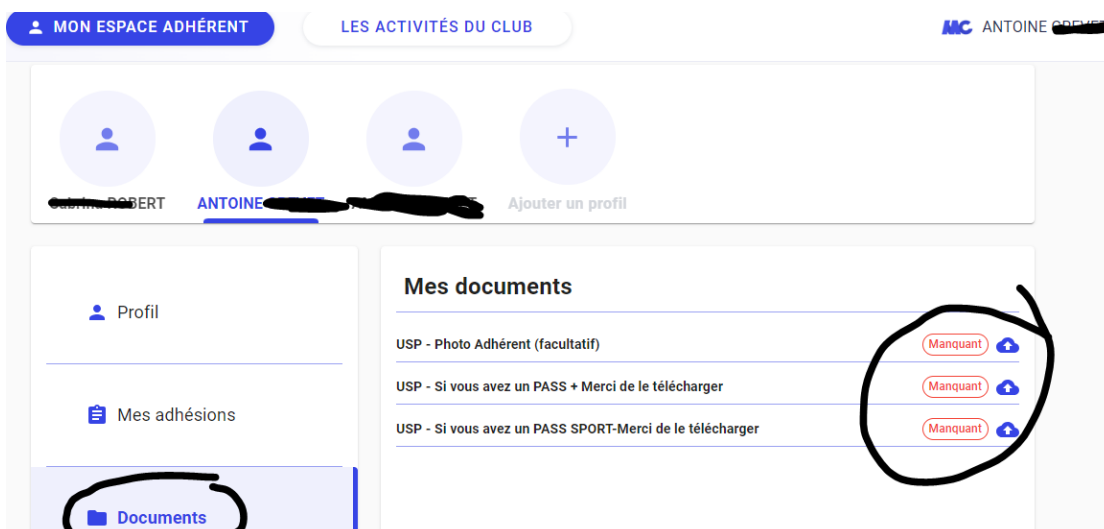 MON ESPACE ADHÉRENT
LES ACTIVITÉS DU CLUB
MC ANTOINE
ANTOINE
Ajouter un profil
Profil
Mes adhésions
Documents
Mes documents
USP - Photo Adhérent (facultatif) Manquant
USP - Si vous avez un PASS + Merci de le télécharger Manquant
USP - Si vous avez un PASS SPORT-Merci de le télécharger Manquant